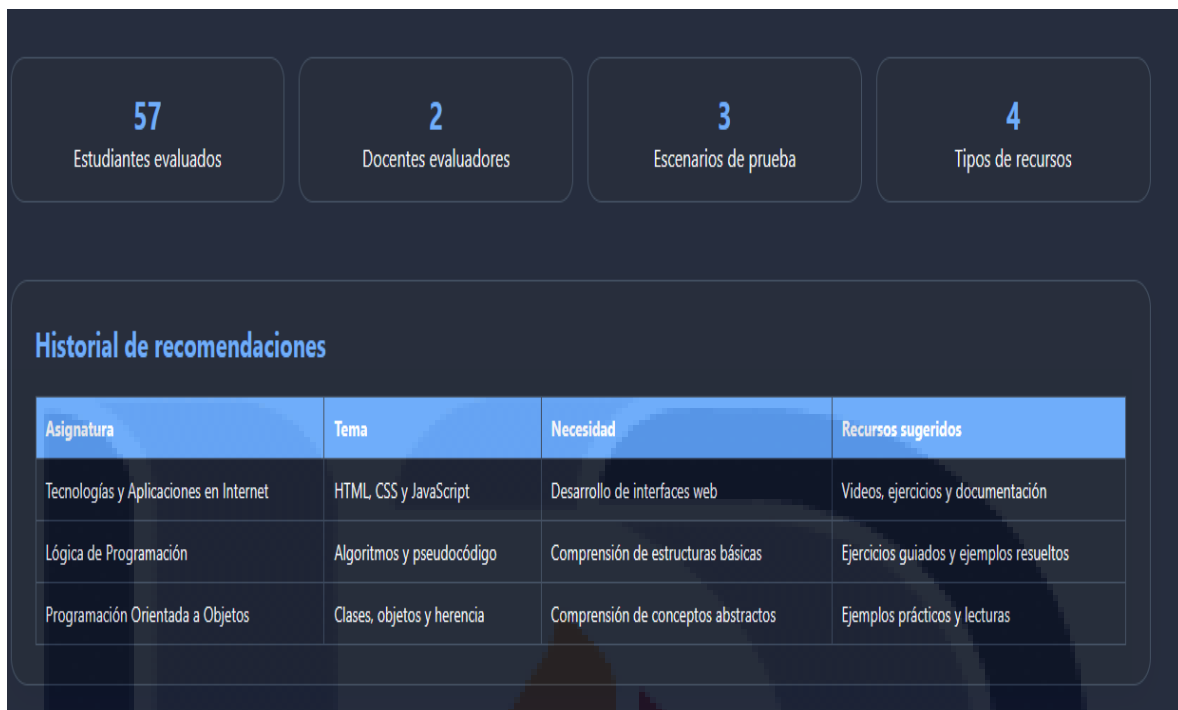 57
Estudiantes evaluados
2
Docentes evaluadores
3
Escenarios de prueba
4
Tipos de recursos
Historial de recomendaciones
Asignatura Tema Necesidad Recursos sugeridos
Tecnologías y Aplicaciones en Internet HTML, CSS y JavaScript Desarrollo de interfaces web Videos, ejercicios y documentación
Lógica de Programación Algoritmos y pseudocódigo Comprensión de estructuras básicas Ejercicios guiados y ejemplos resueltos
Programación Orientada a Objetos Clases, objetos y herencia Comprensión de conceptos abstractos Ejemplos prácticos y lecturas